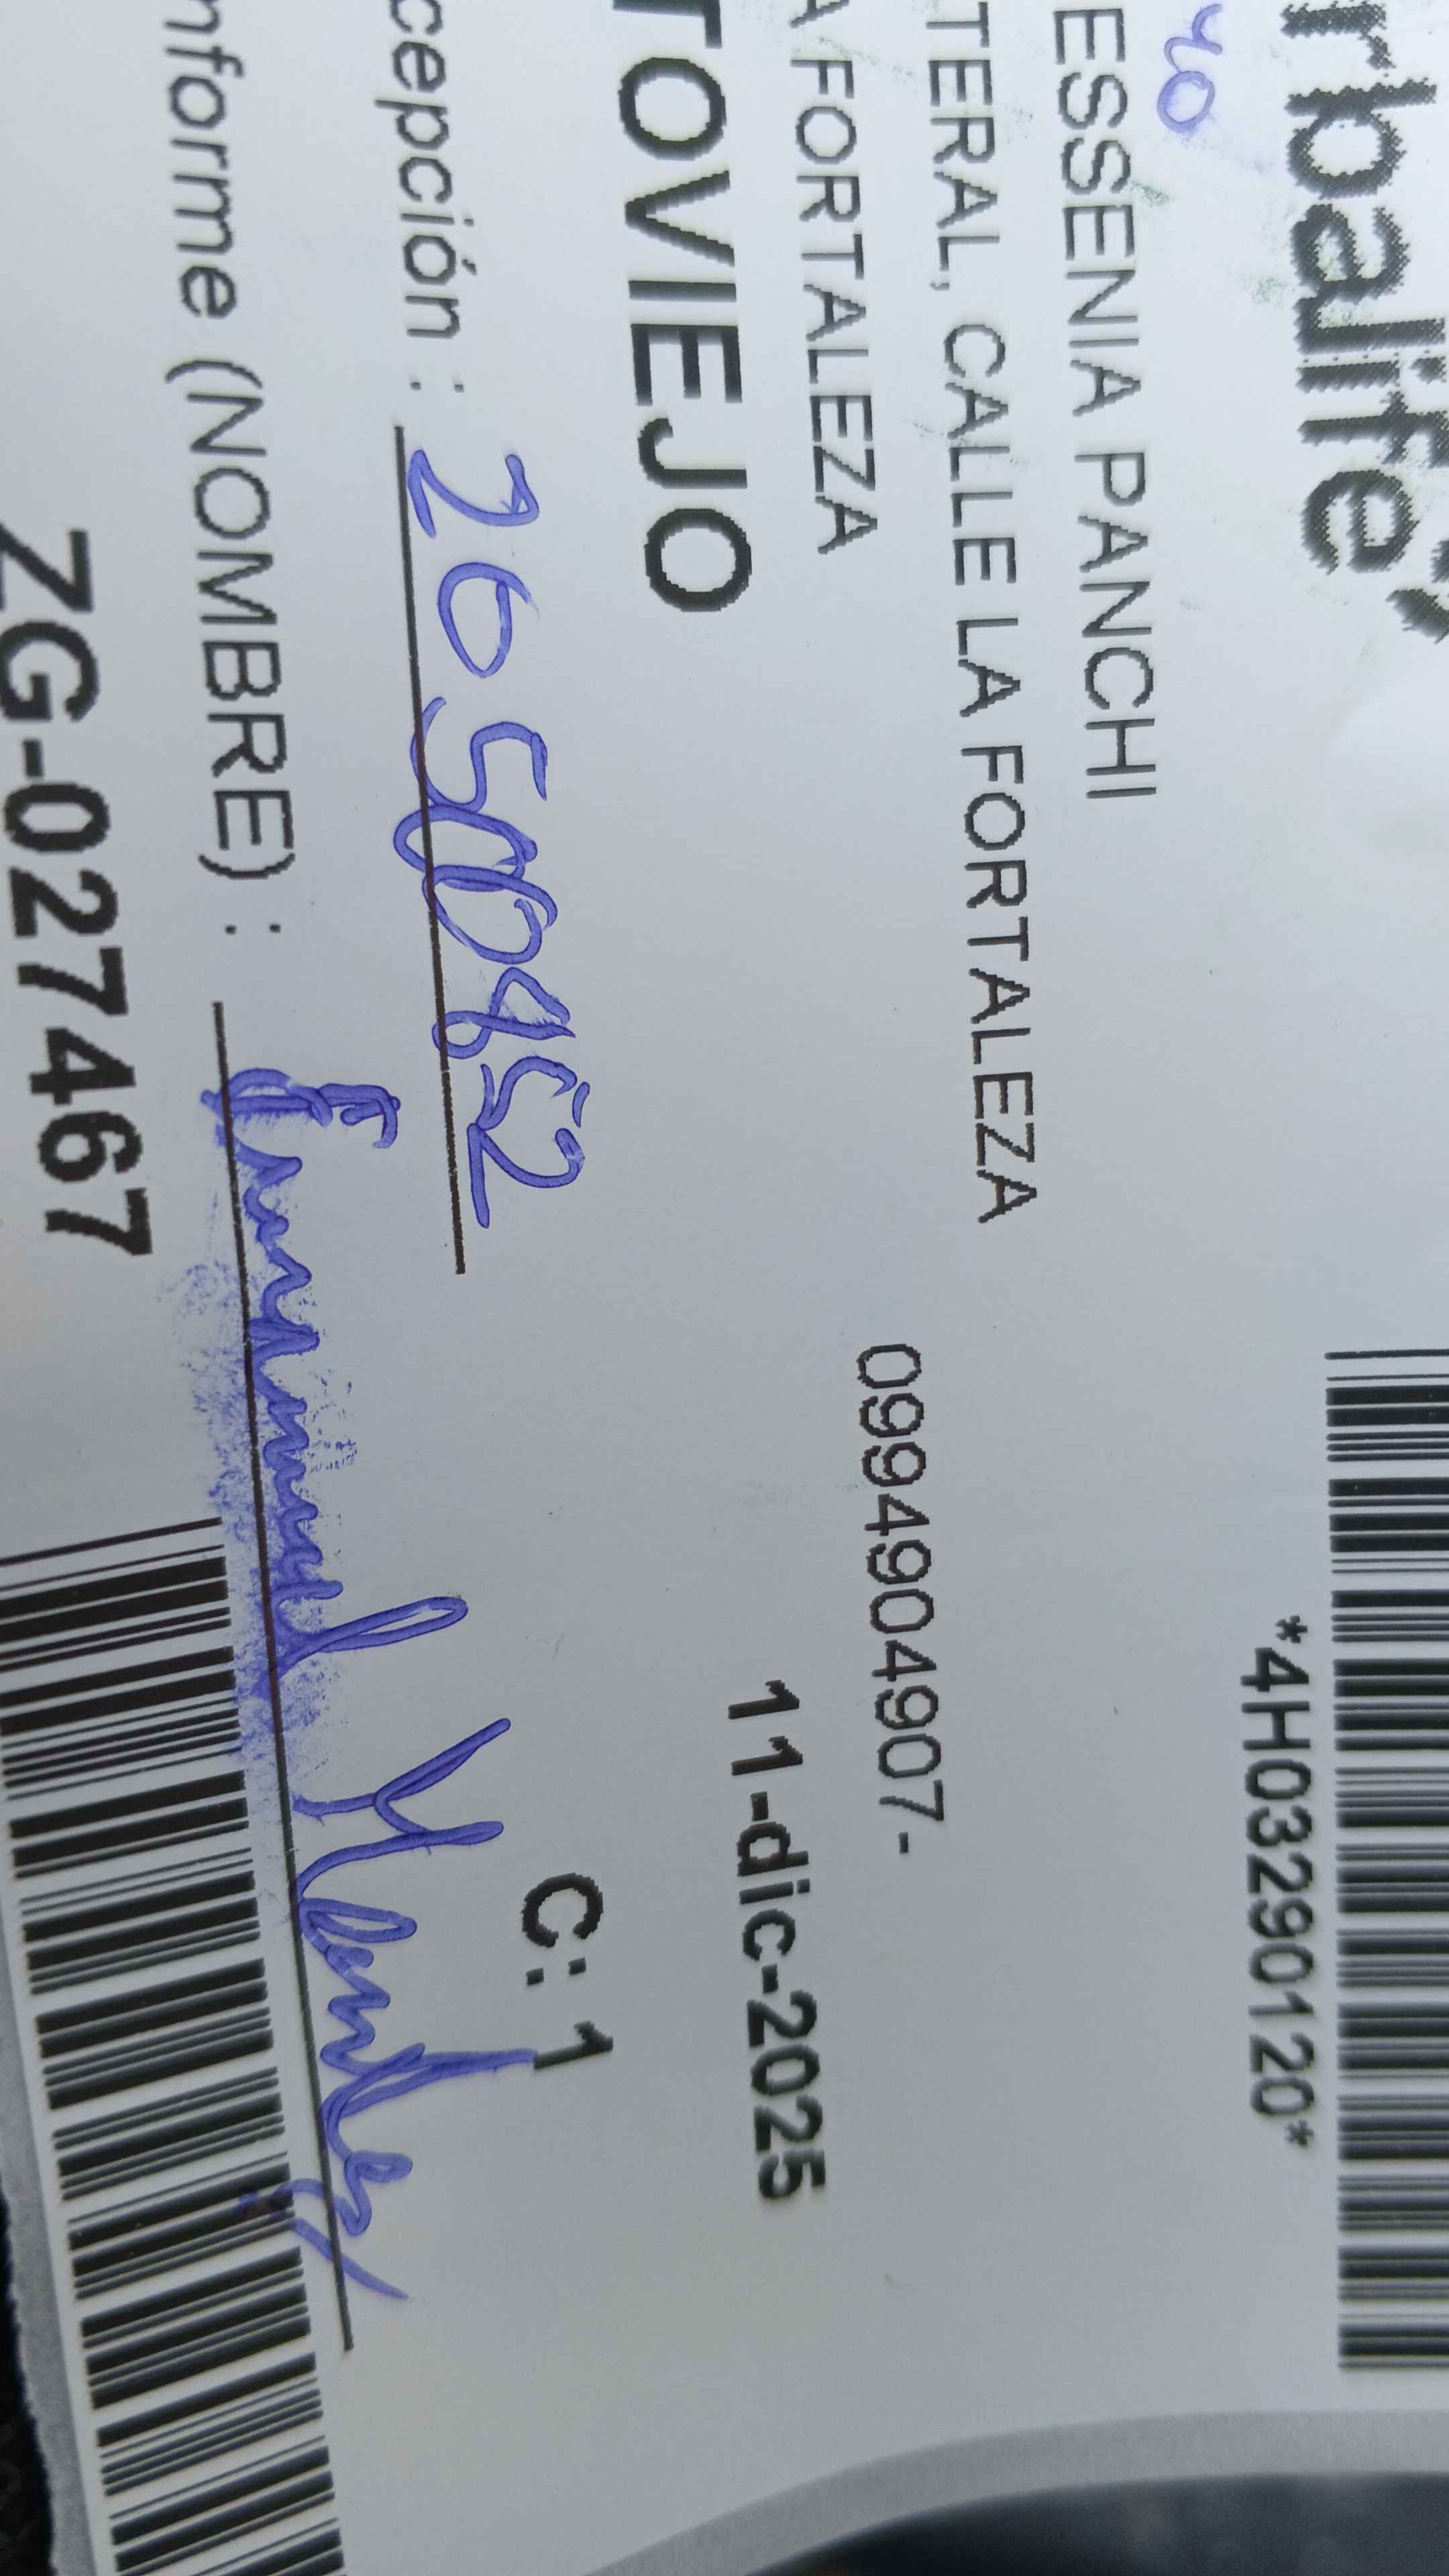 rbalife
*4H03290120*
ro
ESSENIA PANCHI
TERAL, CALLE LA FORTALEZA
A FORTALEZA 0994904907-
TOVIEJO 11-dic-2025
C: 1
cepción :
nforme (NOMBRE) :
ZG-027467